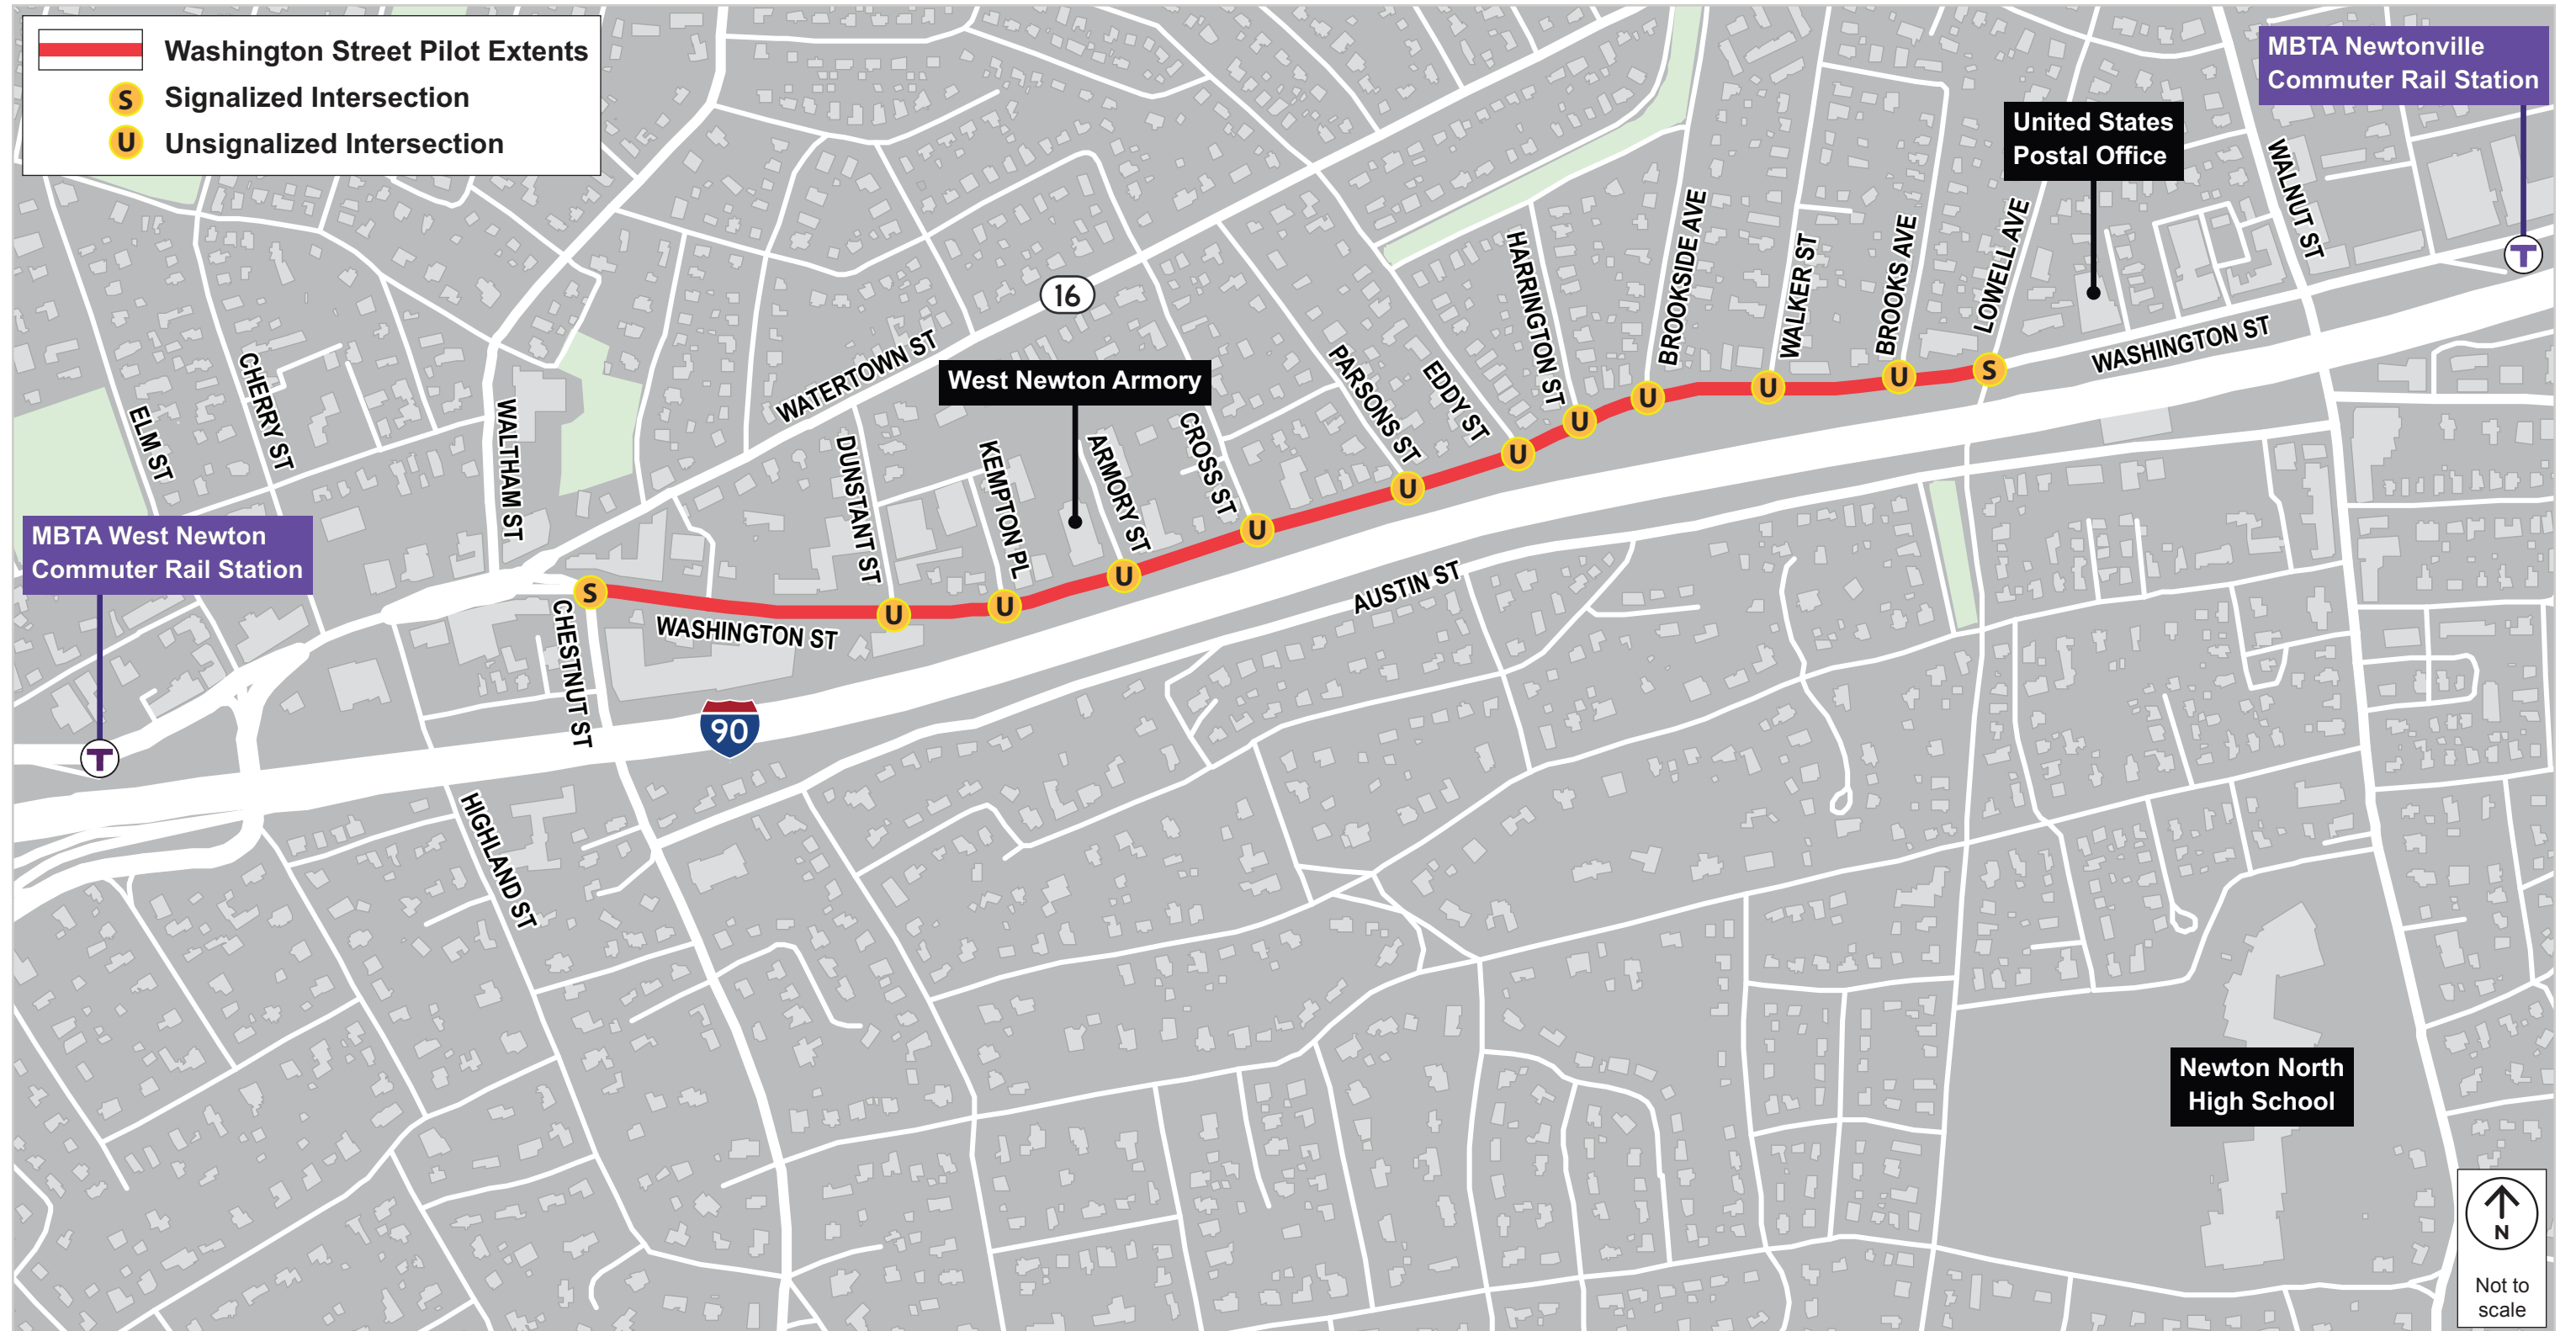 Washington Street Pilot Extents
S Signalized Intersection
U Unsignalized Intersection
MBTA Newtonville
Commuter Rail Station
T
United States
Postal Office
WALNUT ST
WASHINGTON ST
LOWELL AVE
BROOKS AVE
WALKER ST
BROOKSIDE AVE
HARRINGTON ST
EDDY ST
PARSONS ST
CROSS ST
ARMORY ST
KEMPTON PL
DUNSTANT ST
West Newton Armory
16
WATERTOWN ST
WALTHAM ST
CHERRY ST
ELM ST
MBTA West Newton
Commuter Rail Station
T
S
U
U
U
U
U
U
U
U
U
U
S
CHESTNUT ST
WASHINGTON ST
AUSTIN ST
90
HIGHLAND ST
Newton North
High School
N
Not to
scale